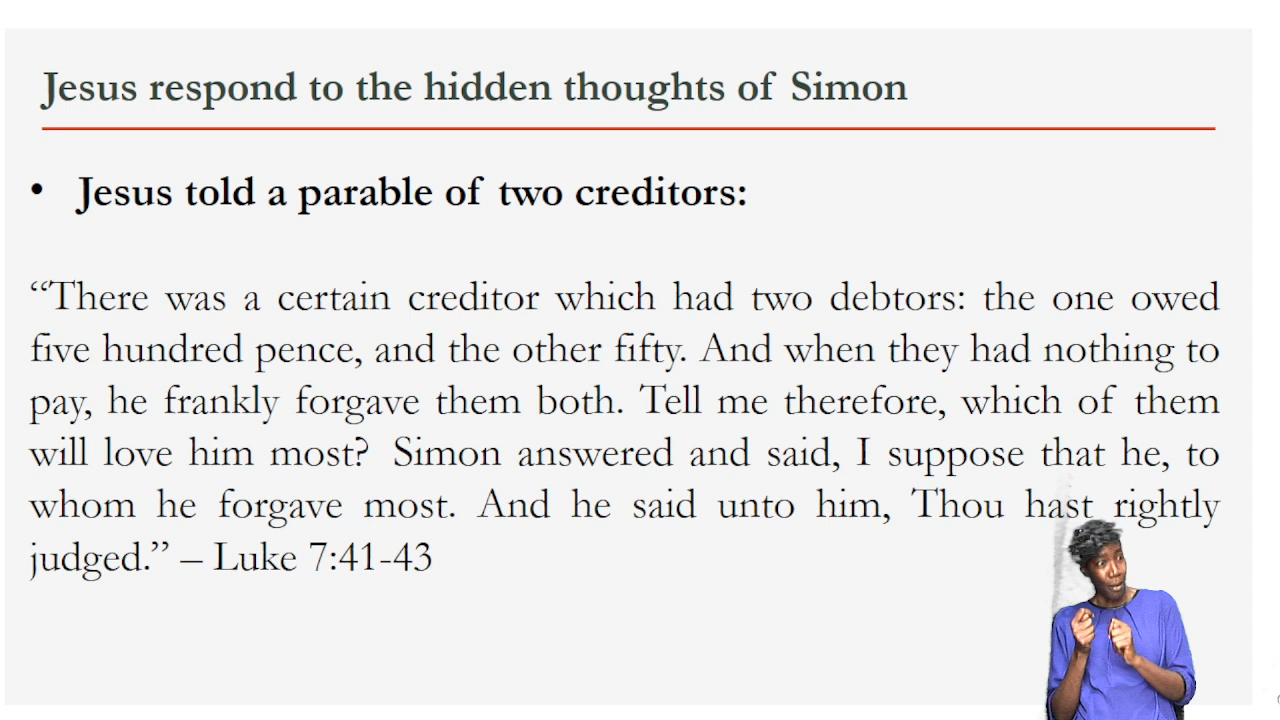 Jesus respond to the hidden thoughts of Simon
• Jesus told a parable of two creditors:
“There was a certain creditor which had two debtors: the one owed
five hundred pence, and the other fifty. And when they had nothing to
pay, he frankly forgave them both. Tell me therefore, which of them
will love him most? Simon answered and said, I suppose that he, to
whom he forgave most. And he said unto him, Thou hast rightly
judged.” – Luke 7:41-43